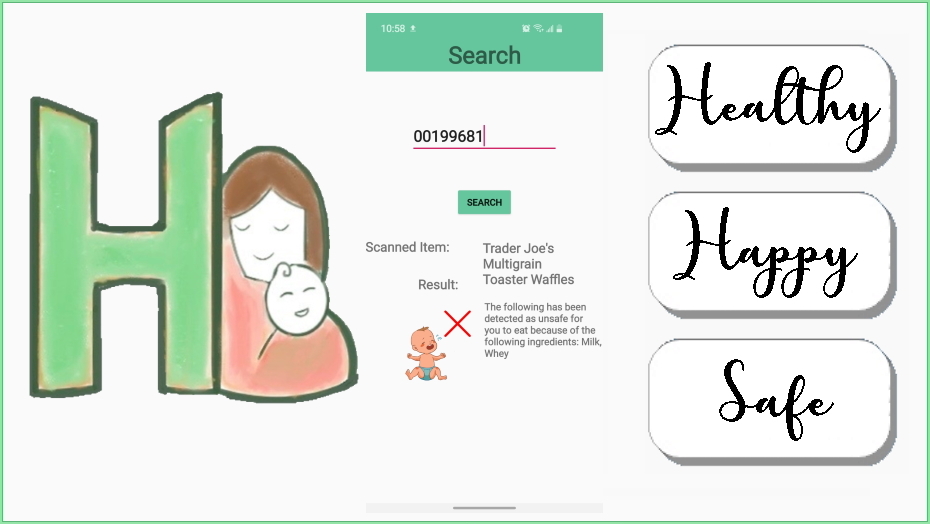 H
10:58
Search
00199681
SEARCH
Scanned Item:
Trader Joe's
Multigrain
Toaster Waffles
Result:
The following has been
detected as unsafe for
you to eat because of the
following ingredients: Milk,
Whey
Healthy
Happy
Safe